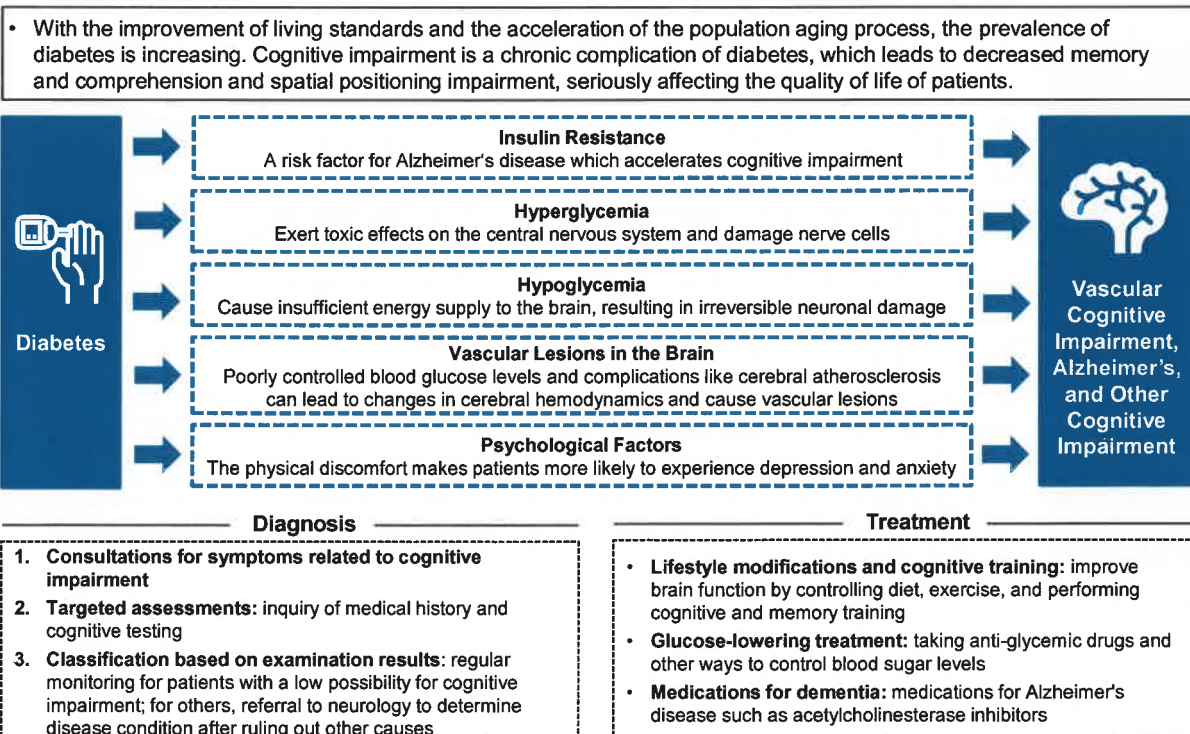 • With the improvement of living standards and the acceleration of the population aging process, the prevalence of
diabetes is increasing. Cognitive impairment is a chronic complication of diabetes, which leads to decreased memory
and comprehension and spatial positioning impairment, seriously affecting the quality of life of patients.
Diabetes
Insulin Resistance
A risk factor for Alzheimer's disease which accelerates cognitive impairment
Hyperglycemia
Exert toxic effects on the central nervous system and damage nerve cells
Hypoglycemia
Cause insufficient energy supply to the brain, resulting in irreversible neuronal damage
Vascular Lesions in the Brain
Poorly controlled blood glucose levels and complications like cerebral atherosclerosis
can lead to changes in cerebral hemodynamics and cause vascular lesions
Psychological Factors
The physical discomfort makes patients more likely to experience depression and anxiety
Vascular
Cognitive
Impairment,
Alzheimer's,
and Other
Cognitive
Impairment
Diagnosis
1. Consultations for symptoms related to cognitive
impairment
2. Targeted assessments: inquiry of medical history and
cognitive testing
3. Classification based on examination results: regular
monitoring for patients with a low possibility for cognitive
impairment; for others, referral to neurology to determine
disease condition after ruling out other causes
Treatment
• Lifestyle modifications and cognitive training: improve
brain function by controlling diet, exercise, and performing
cognitive and memory training
• Glucose-lowering treatment: taking anti-glycemic drugs and
other ways to control blood sugar levels
• Medications for dementia: medications for Alzheimer's
disease such as acetylcholinesterase inhibitors